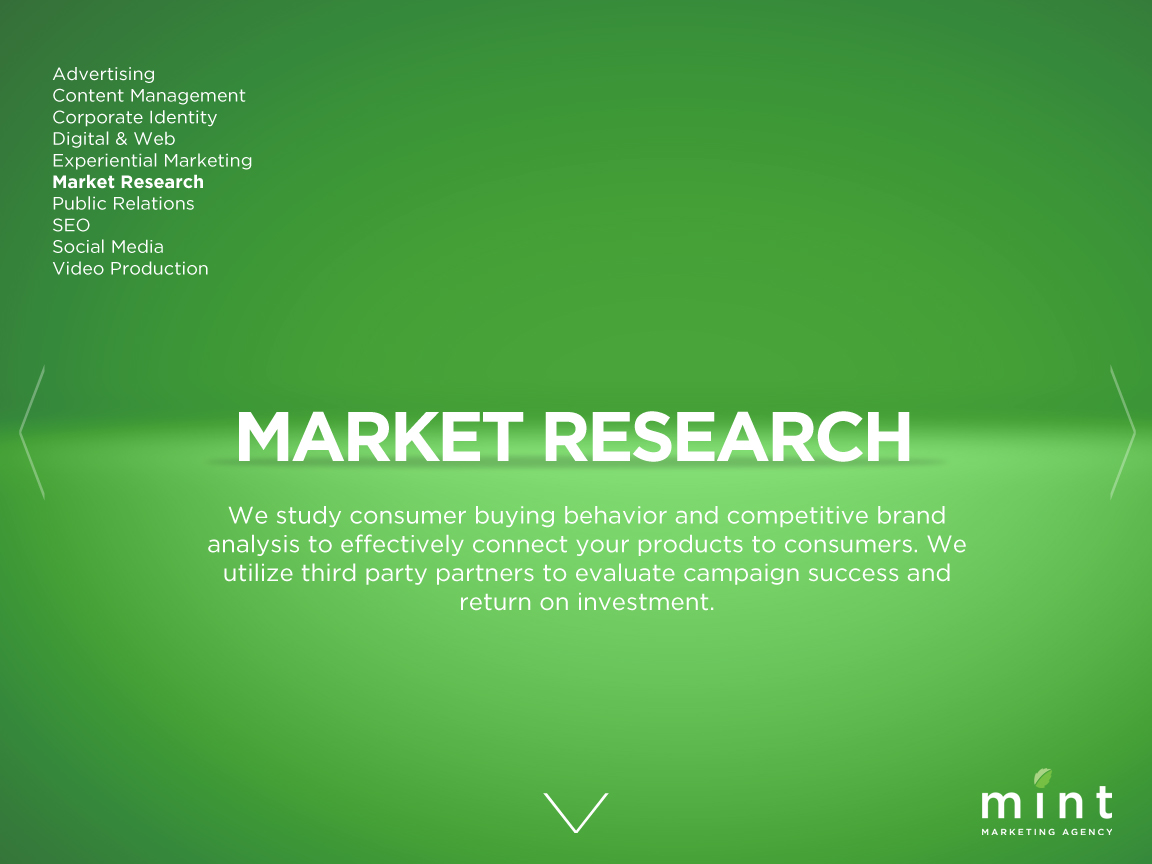 Advertising
Content Management
Corporate Identity
Digital & Web
Experiential Marketing
Market Research
Public Relations
SEO
Social Media
Video Production
MARKET RESEARCH
We study consumer buying behavior and competitive brand
analysis to effectively connect your products to consumers. We
utilize third party partners to evaluate campaign success and
return on investment.
mint
MARKETING AGENCY